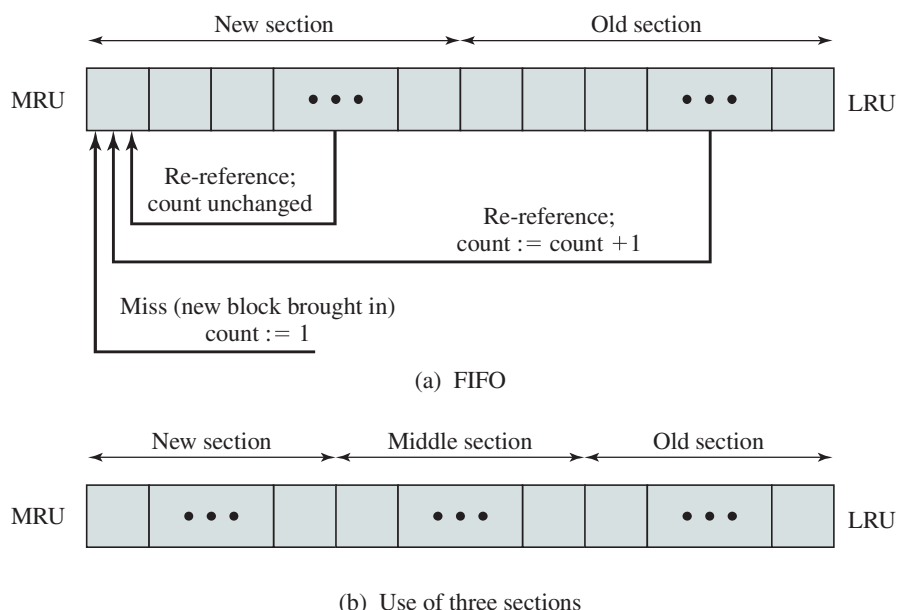 New section Old section
MRU LRU
Re-reference;
count unchanged
Re-reference;
count := count +1
Miss (new block brought in)
count := 1
(a) FIFO
New section Middle section Old section
MRU LRU
(b) Use of three sections